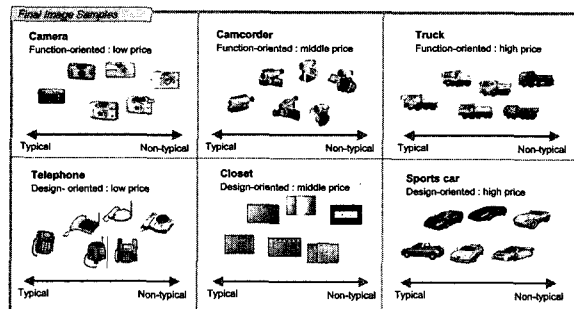 Final Image Samples
Camera
Function-oriented : low price
Typical Non-typical
Camcorder
Function-oriented : middle price
Typical Non-typical
Truck
Function-oriented : high price
Typical Non-typical
Telephone
Design- oriented : low price
Typical Non-typical
Closet
Design-oriented : middle price
Typical Non-typical
Sports car
Design-oriented : high price
Typical Non-typical